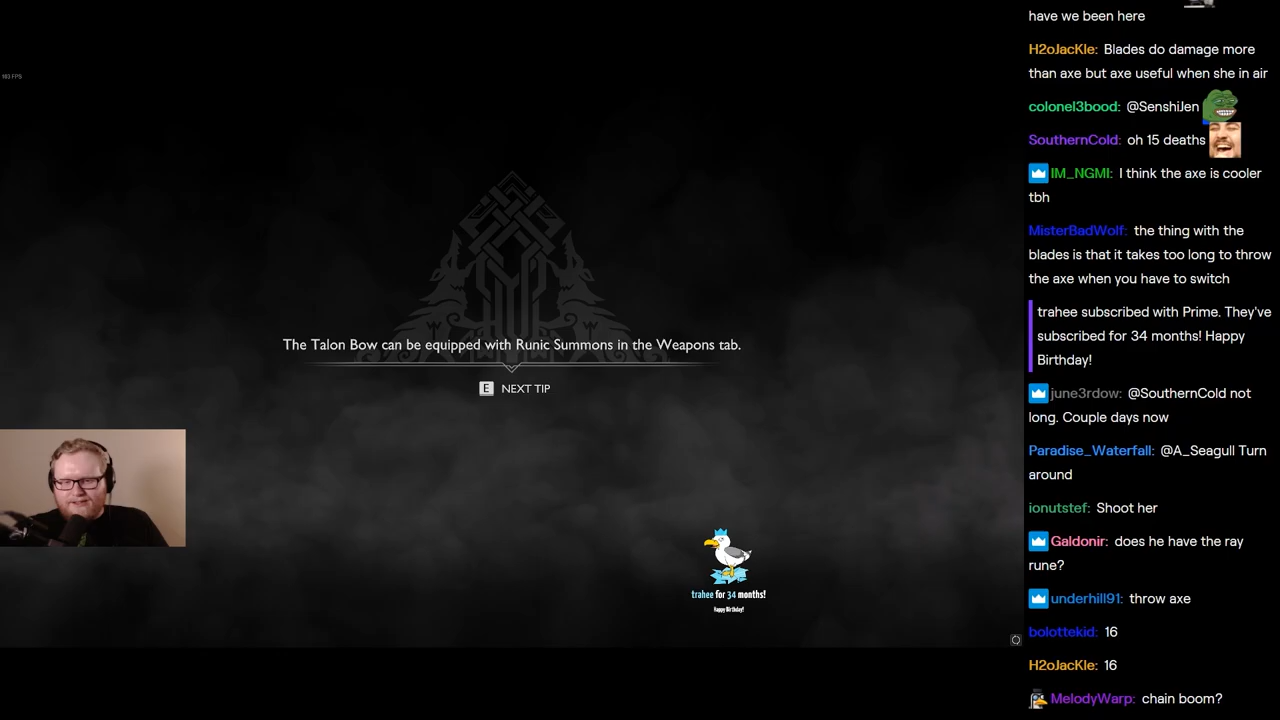 have we been here
183 FPS
H2oJacKle: Blades do damage more
than axe but axe useful when she in air
colonel3bood: @SenshiJen
SouthernCold: oh 15 deaths
IM_NGMI: I think the axe is cooler
tbh
MisterBadWolf: the thing with the
blades is that it takes too long to throw
the axe when you have to switch
trahee subscribed with Prime. They've
subscribed for 34 months! Happy
Birthday!
The Talon Bow can be equipped with Runic Summons in the Weapons tab.
E NEXT TIP
june3rdow: @SouthernCold not
long. Couple days now
Paradise_Waterfall: @A_Seagull Turn
around
ionutstef: Shoot her
Galdonir: does he have the ray
rune?
trahee for 34 months!
Happy Birthday!
underhill91: throw axe
bolottekid: 16
H2oJacKle: 16
MelodyWarp: chain boom?